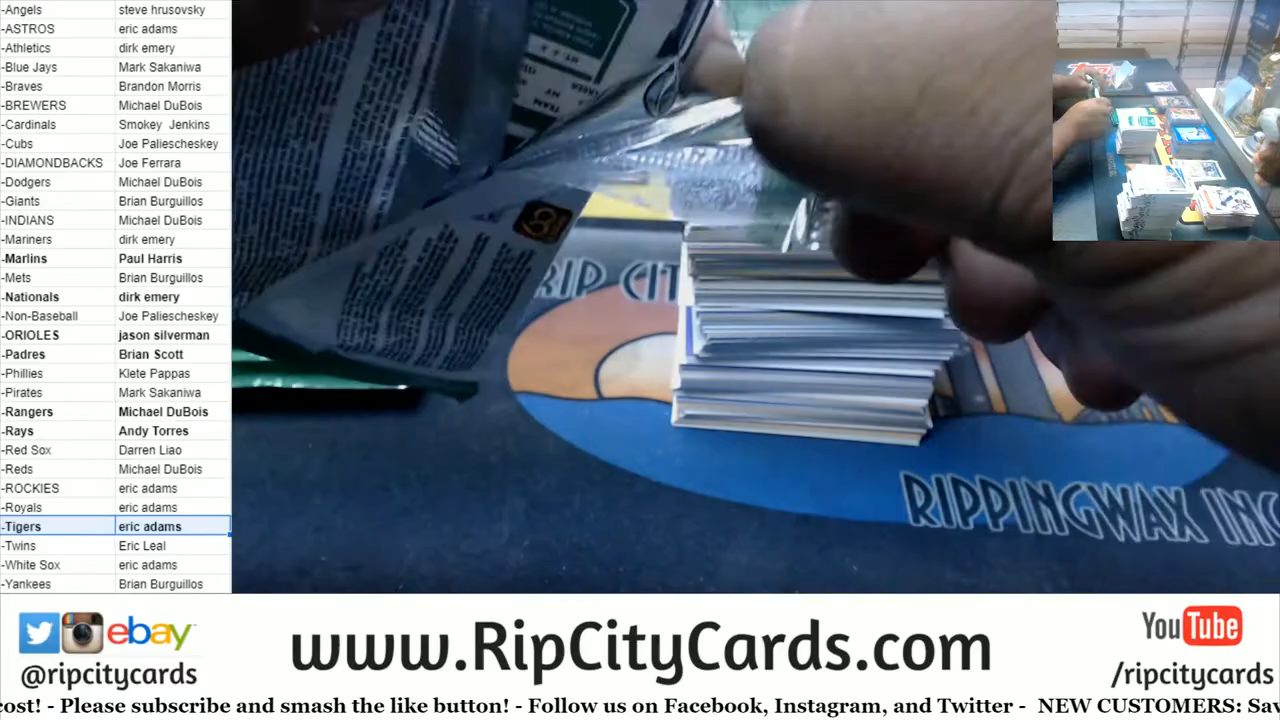 -Angels steve hrusovsky
-ASTROS eric adams
-Athletics dirk emery
-Blue Jays Mark Sakaniwa
-Braves Brandon Morris
-BREWERS Michael DuBois
-Cardinals Smokey Jenkins
-Cubs Joe Paliescheskey
-DIAMONDBACKS Joe Ferrara
-Dodgers Michael DuBois
-Giants Brian Burguillos
-INDIANS Michael DuBois
-Mariners dirk emery
-Marlins Paul Harris
-Mets Brian Burguillos
-Nationals dirk emery
-Non-Baseball Joe Paliescheskey
-ORIOLES jason silverman
-Padres Brian Scott
-Phillies Klete Pappas
-Pirates Mark Sakaniwa
-Rangers Michael DuBois
-Rays Andy Torres
-Red Sox Darren Liao
-Reds Michael DuBois
-ROCKIES eric adams
-Royals eric adams
-Tigers eric adams
-Twins Eric Leal
-White Sox eric adams
-Yankees Brian Burguillos
RIP CIT
RIPPINGWAX INC
ebay
@ripcitycards
www.RipCityCards.com
YouTube
/ripcitycards
cost! - Please subscribe and smash the like button! - Follow us on Facebook, Instagram, and Twitter - NEW CUSTOMERS: Sav